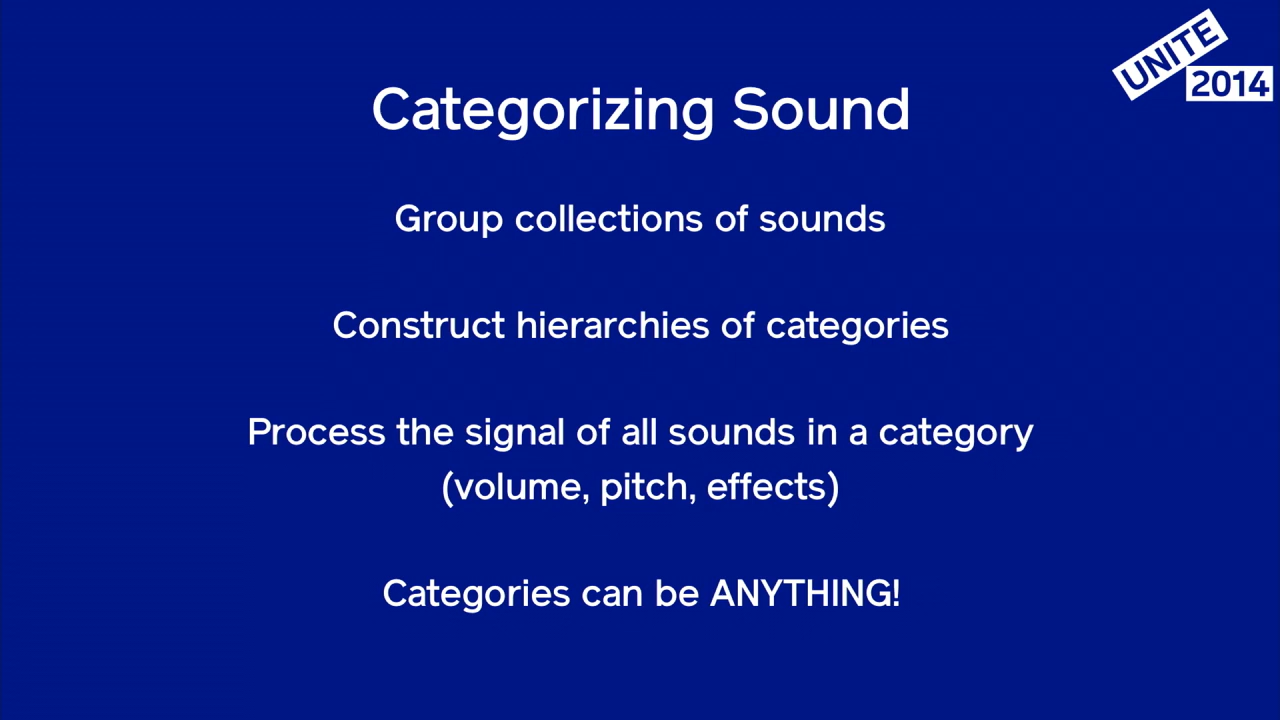 UNITE
2014
Categorizing Sound
Group collections of sounds
Construct hierarchies of categories
Process the signal of all sounds in a category
(volume, pitch, effects)
Categories can be ANYTHING!